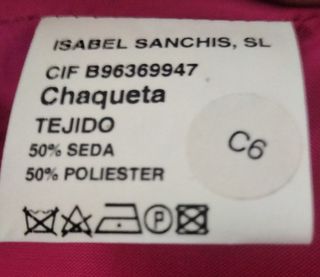 ISABEL SANCHIS, SL
CIF B96369947
Chaqueta
TEJIDO
50% SEDA
50% POLIESTER
C6
P